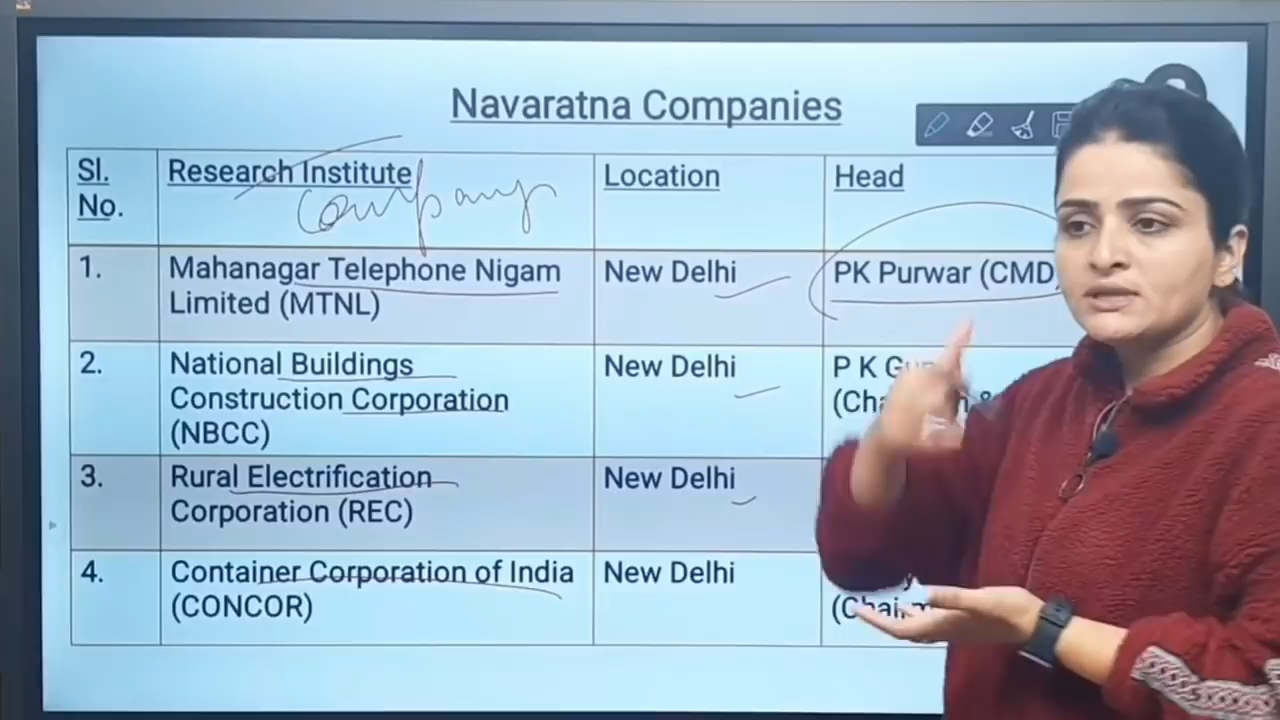 Navaratna Companies
Sl.
No.
Research Institute
Company
Location
Head
1.
Mahanagar Telephone Nigam
Limited (MTNL)
New Delhi
PK Purwar (CMD)
2.
National Buildings
Construction Corporation
(NBCC)
New Delhi
P K
3.
Rural Electrification
Corporation (REC)
New Delhi
4.
Container Corporation of India
(CONCOR)
New Delhi